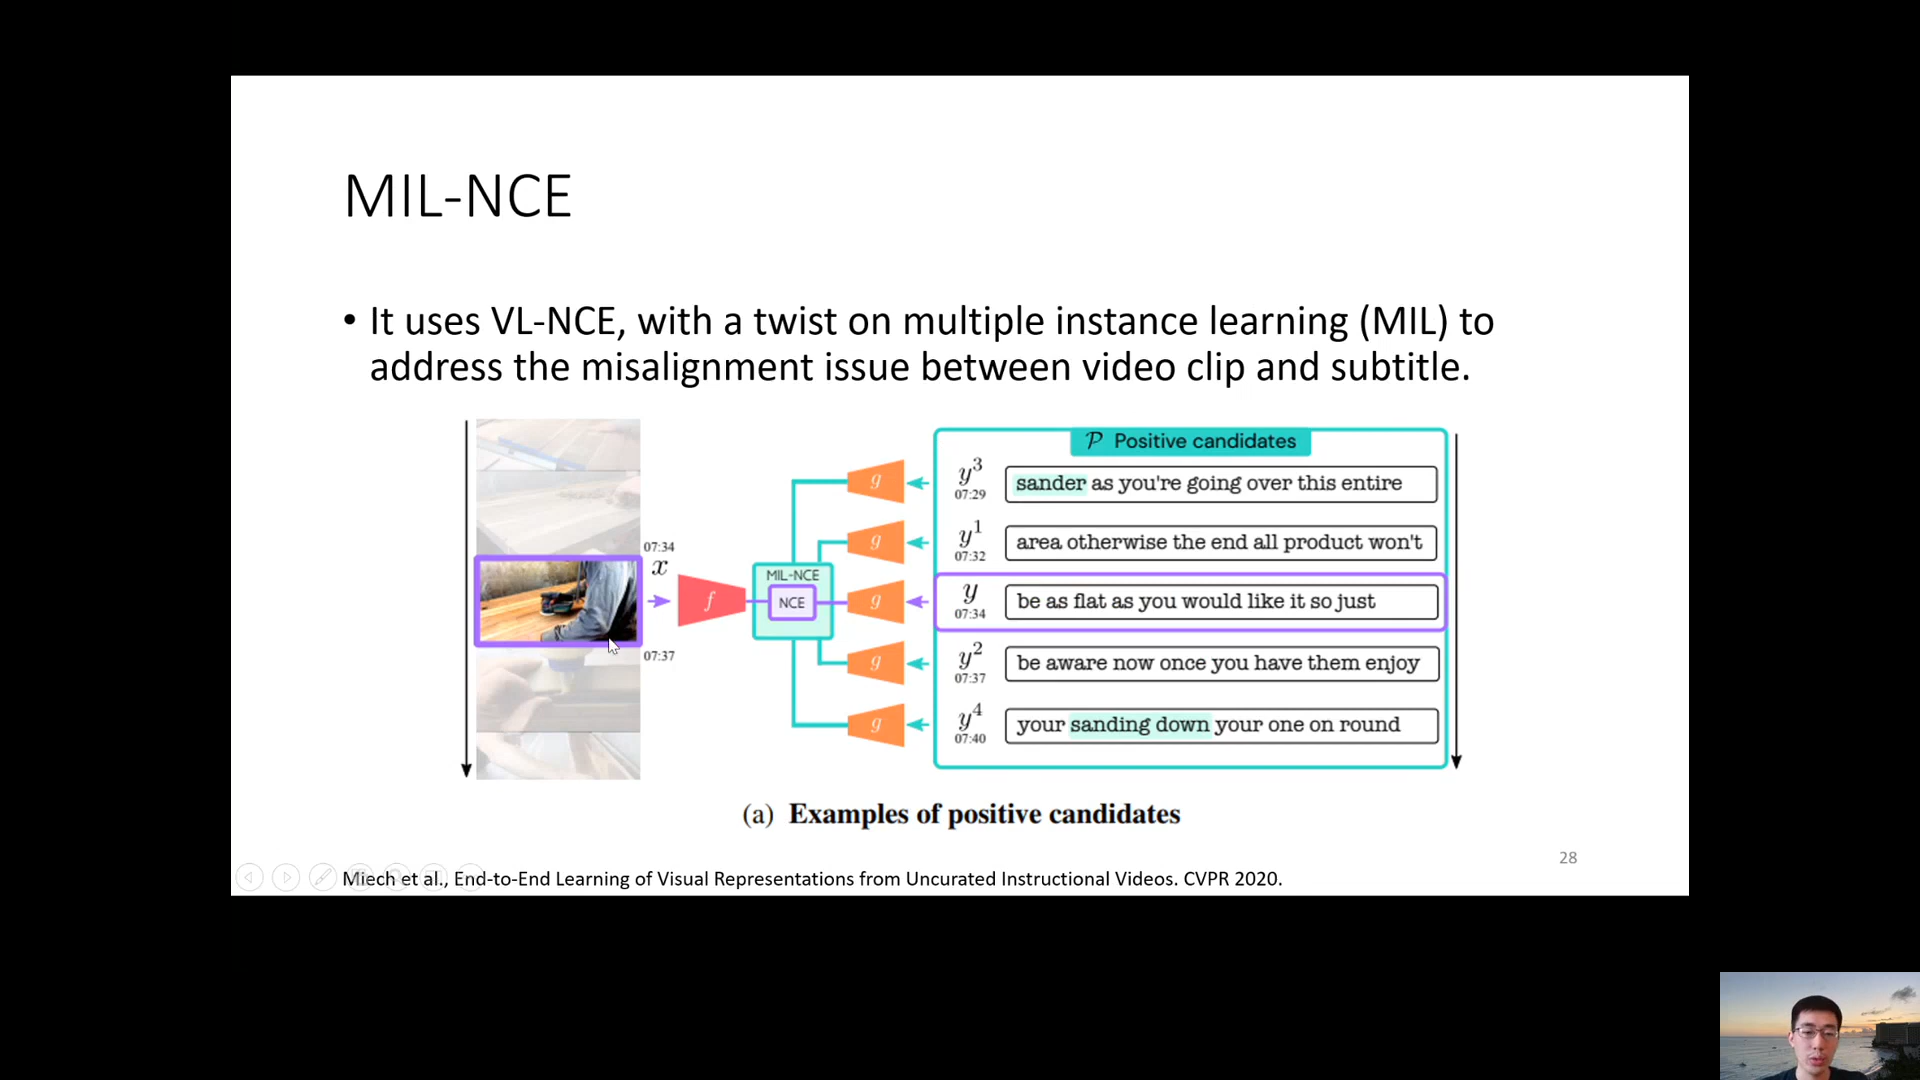 MIL-NCE
• It uses VL-NCE, with a twist on multiple instance learning (MIL) to
address the misalignment issue between video clip and subtitle.
𝒫 Positive candidates
y³ sander as you're going over this entire
07:29
y¹ area otherwise the end all product won't
07:32
07:34
x
f
MIL-NCE
NCE
g
g
g
g
g
y be as flat as you would like it so just
07:34
07:37
y² be aware now once you have them enjoy
07:37
y⁴ your sanding down your one on round
07:40
(a) Examples of positive candidates
28
Miech et al., End-to-End Learning of Visual Representations from Uncurated Instructional Videos. CVPR 2020.